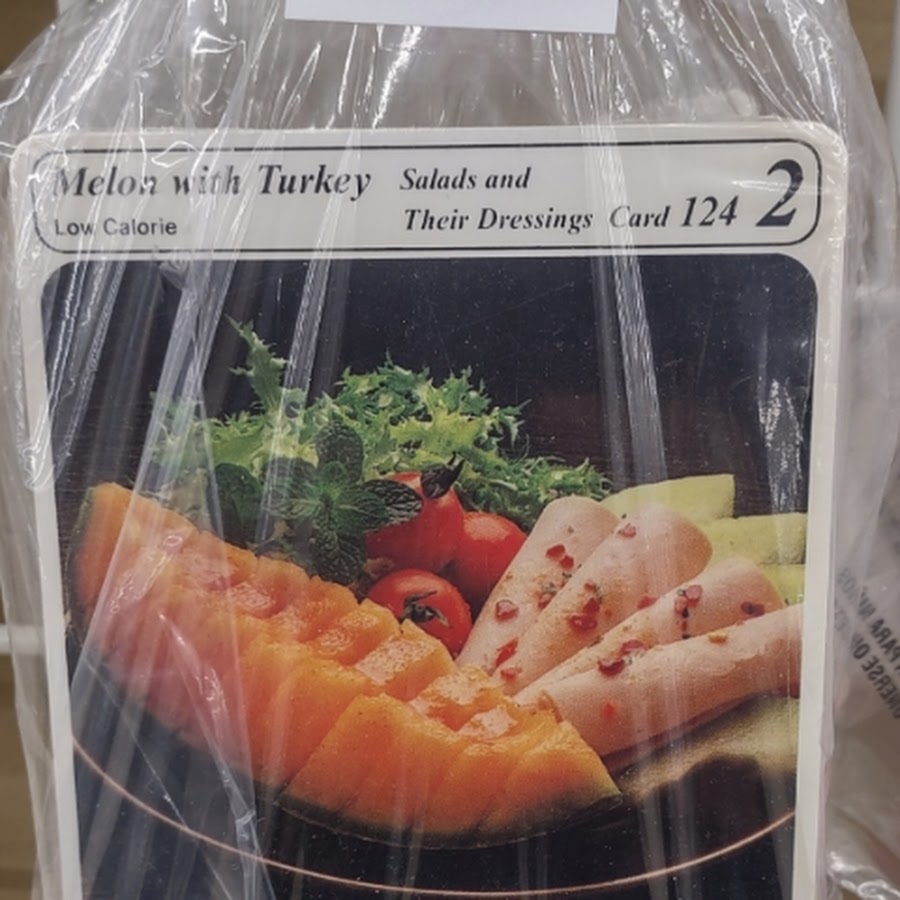 Melon with Turkey
Low Calorie
Salads and
Their Dressings Card 124
2